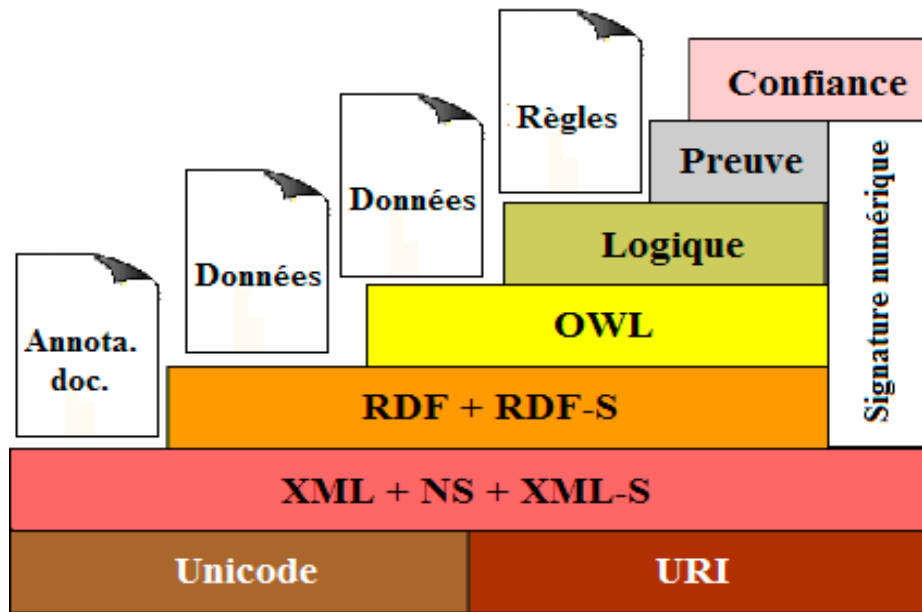 Confiance
Règles
Preuve
Données
Logique
Données
OWL
Signature numérique
Annota.
doc.
RDF + RDF-S
XML + NS + XML-S
Unicode
URI